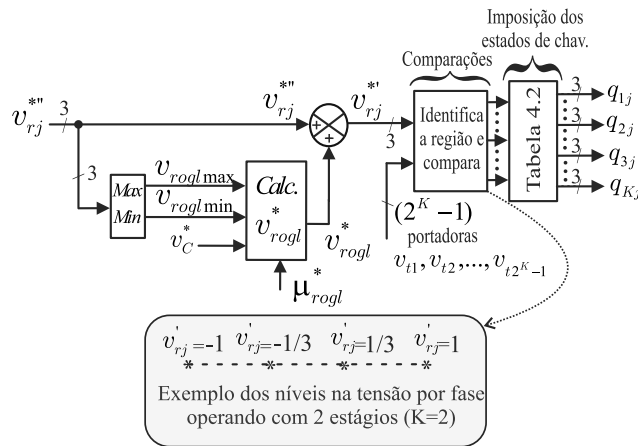 Imposição dos
estados de chav.
Comparações
v*''rj
3
v*''rj
v*'rj
3
3
Max
Min
vrogl max
vrogl min
v*C
Calc.
v*rogl
v*rogl
μ*rogl
Identifica
a região e
compara
(2^K −1)
portadoras
vt1, vt2, ..., vt2^K−1
Tabela 4.2
3 q1j
3 q2j
3 q3j
3 qKj
v'rj=-1 v'rj=-1/3 v'rj=1/3 v'rj=1
Exemplo dos níveis na tensão por fase
operando com 2 estágios (K=2)